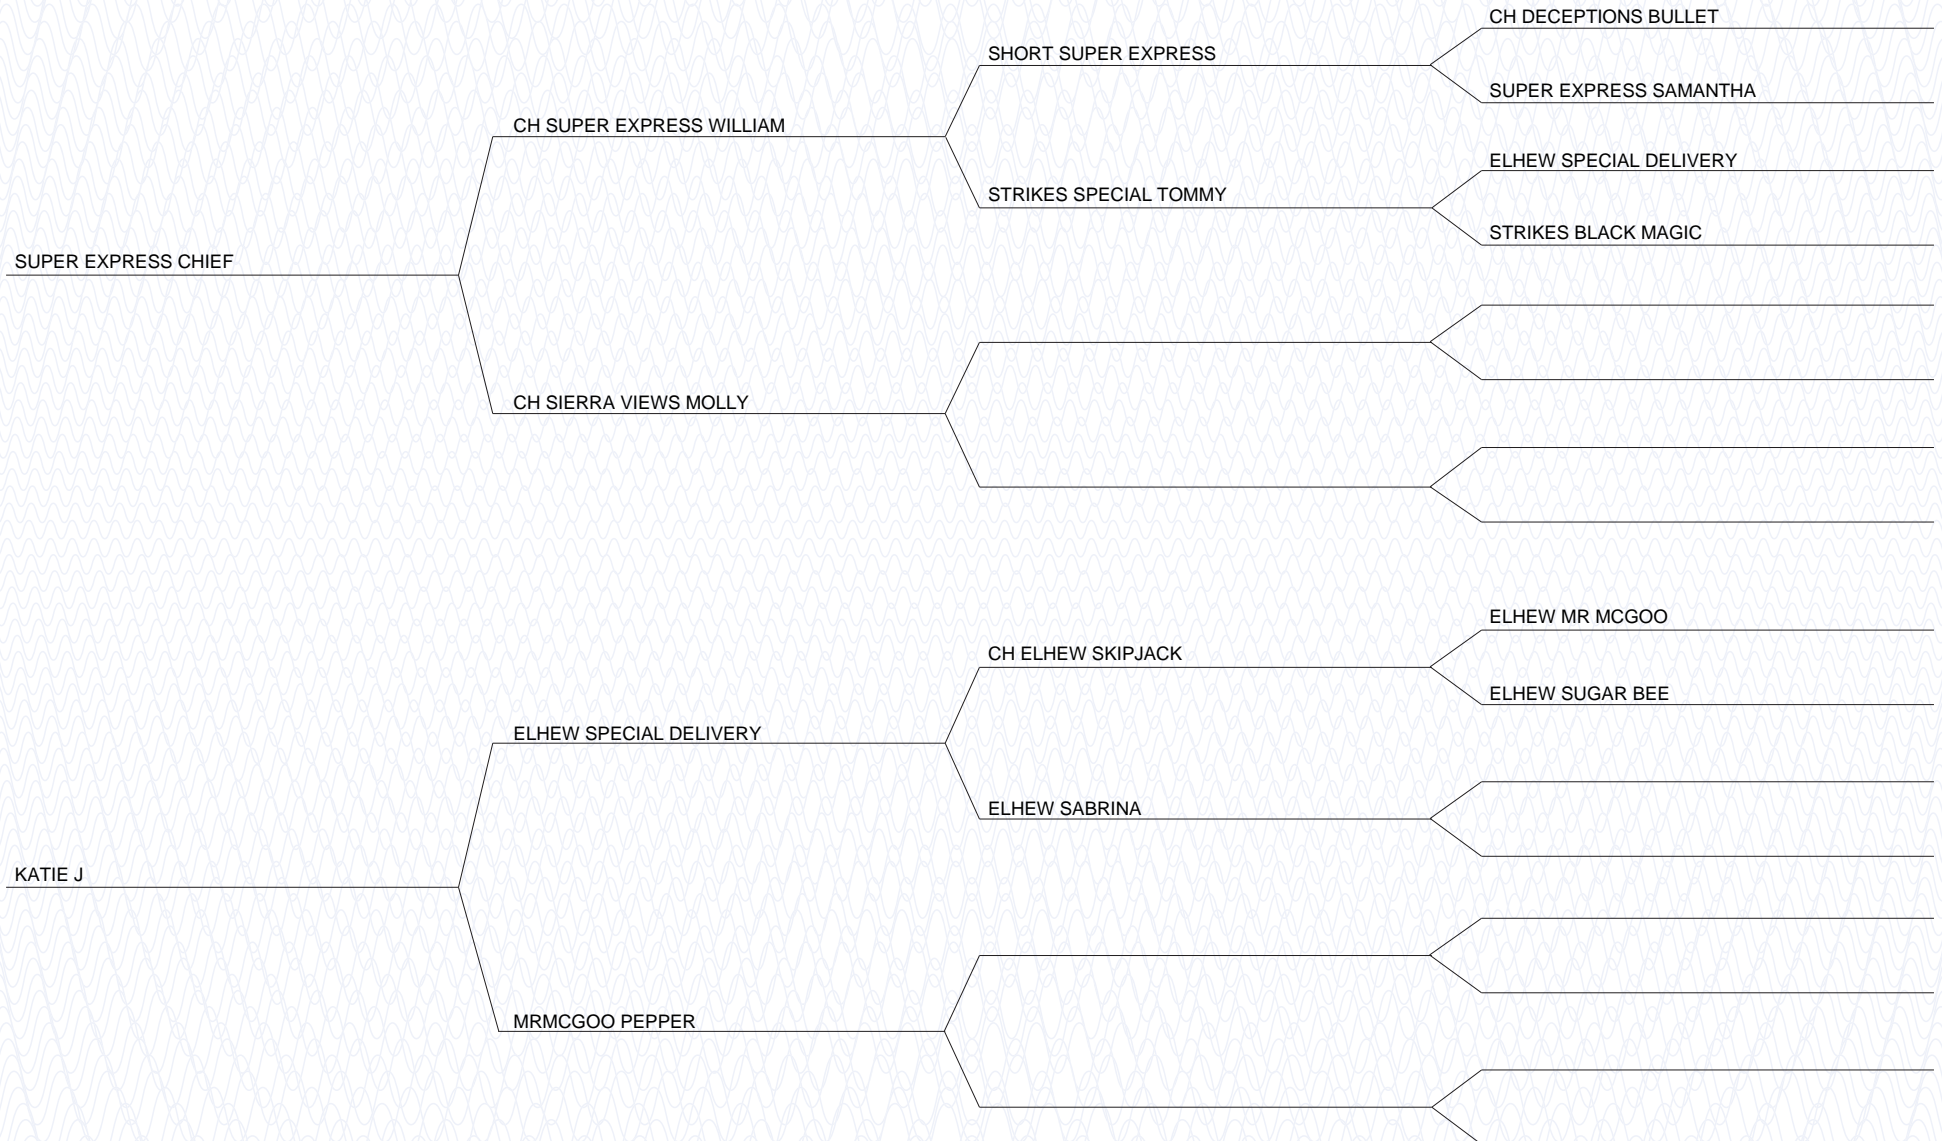 CH DECEPTIONS BULLET
SHORT SUPER EXPRESS
SUPER EXPRESS SAMANTHA
CH SUPER EXPRESS WILLIAM
ELHEW SPECIAL DELIVERY
STRIKES SPECIAL TOMMY
STRIKES BLACK MAGIC
SUPER EXPRESS CHIEF
CH SIERRA VIEWS MOLLY
ELHEW MR MCGOO
CH ELHEW SKIPJACK
ELHEW SUGAR BEE
ELHEW SPECIAL DELIVERY
ELHEW SABRINA
KATIE J
MRMCGOO PEPPER